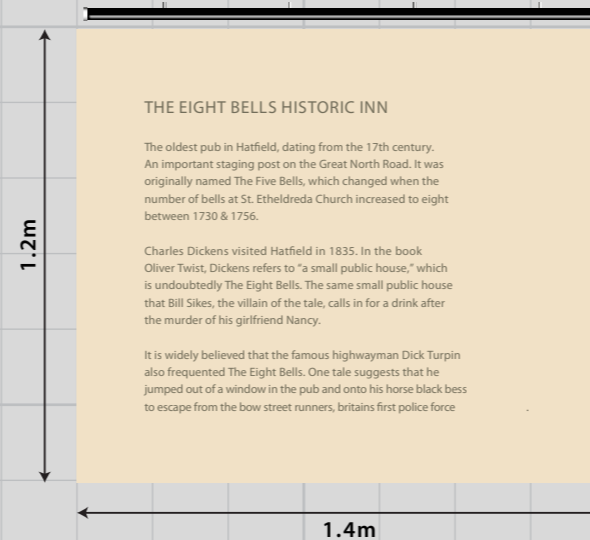 THE EIGHT BELLS HISTORIC INN
The oldest pub in Hatfield, dating from the 17th century.
An important staging post on the Great North Road. It was
originally named The Five Bells, which changed when the
number of bells at St. Etheldreda Church increased to eight
between 1730 & 1756.
Charles Dickens visited Hatfield in 1835. In the book
Oliver Twist, Dickens refers to “a small public house,” which
is undoubtedly The Eight Bells. The same small public house
that Bill Sikes, the villain of the tale, calls in for a drink after
the murder of his girlfriend Nancy.
It is widely believed that the famous highwayman Dick Turpin
also frequented The Eight Bells. One tale suggests that he
jumped out of a window in the pub and onto his horse black bess
to escape from the bow street runners, britains first police force .
1.2m
1.4m